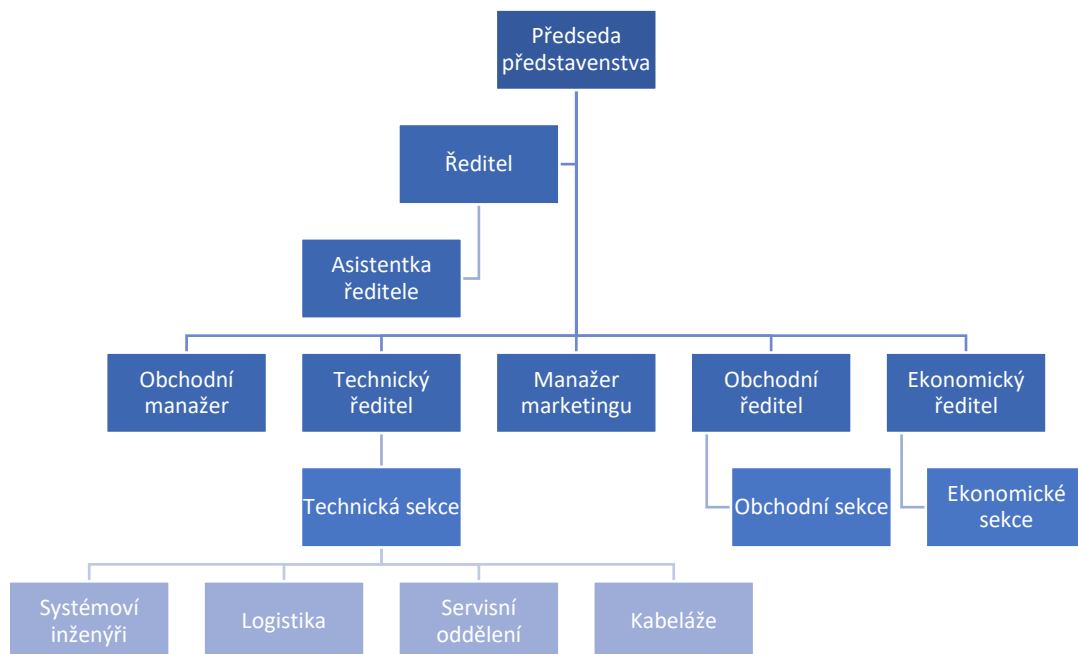 Předseda
představenstva
Ředitel
Asistentka
ředitele
Obchodní
manažer
Technický
ředitel
Manažer
marketingu
Obchodní
ředitel
Ekonomický
ředitel
Technická sekce
Obchodní sekce
Ekonomické
sekce
Systémoví
inženýři
Logistika
Servisní
oddělení
Kabeláže